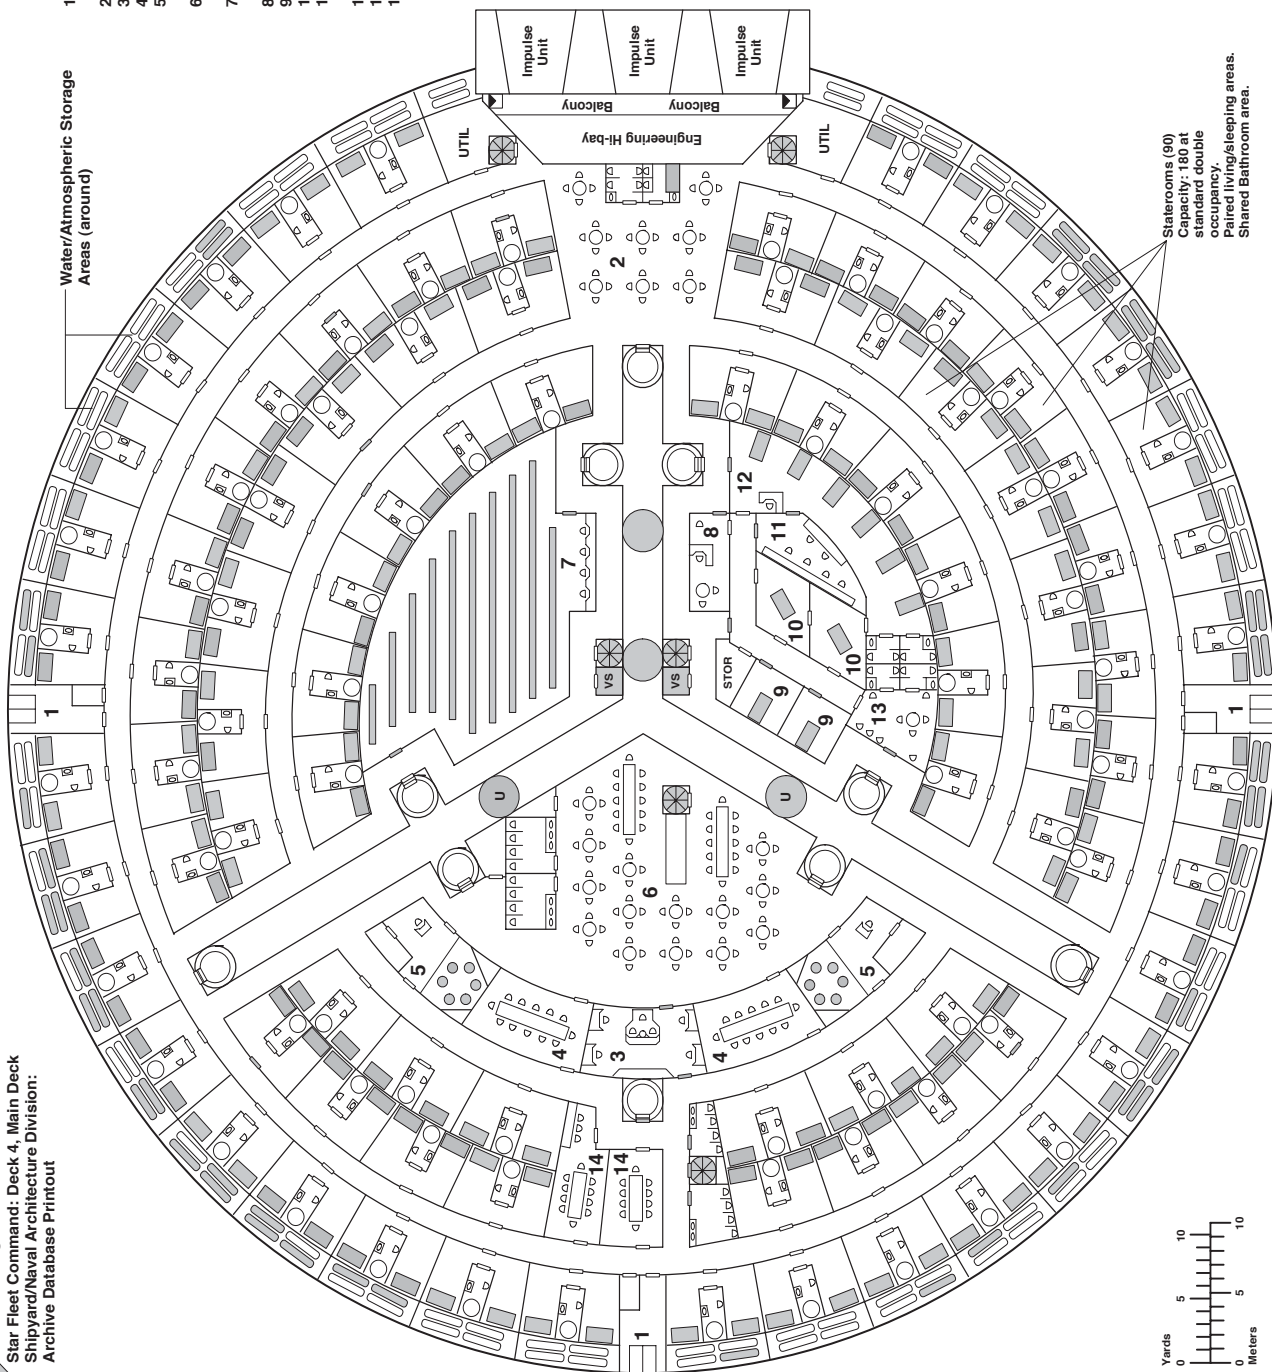 Star Fleet Command: Deck 4, Main Deck
Shipyard/Naval Architecture Division:
Archive Database Printout
Water/Atmospheric Storage
Areas (around)
Impulse
Unit
Impulse
Unit
Impulse
Unit
Balcony
Balcony
Engineering Hi-bay
UTIL
UTIL
2
7
12
8
11
10
10
VS
VS
STOR
9
9
13
1
1
U
U
6
5
5
4
3
4
14
14
1
Staterooms (90)
Capacity: 180 at
standard double
occupancy.
Paired living/sleeping areas.
Shared Bathroom area.
Yards
0
5
10
0
5
10
Meters